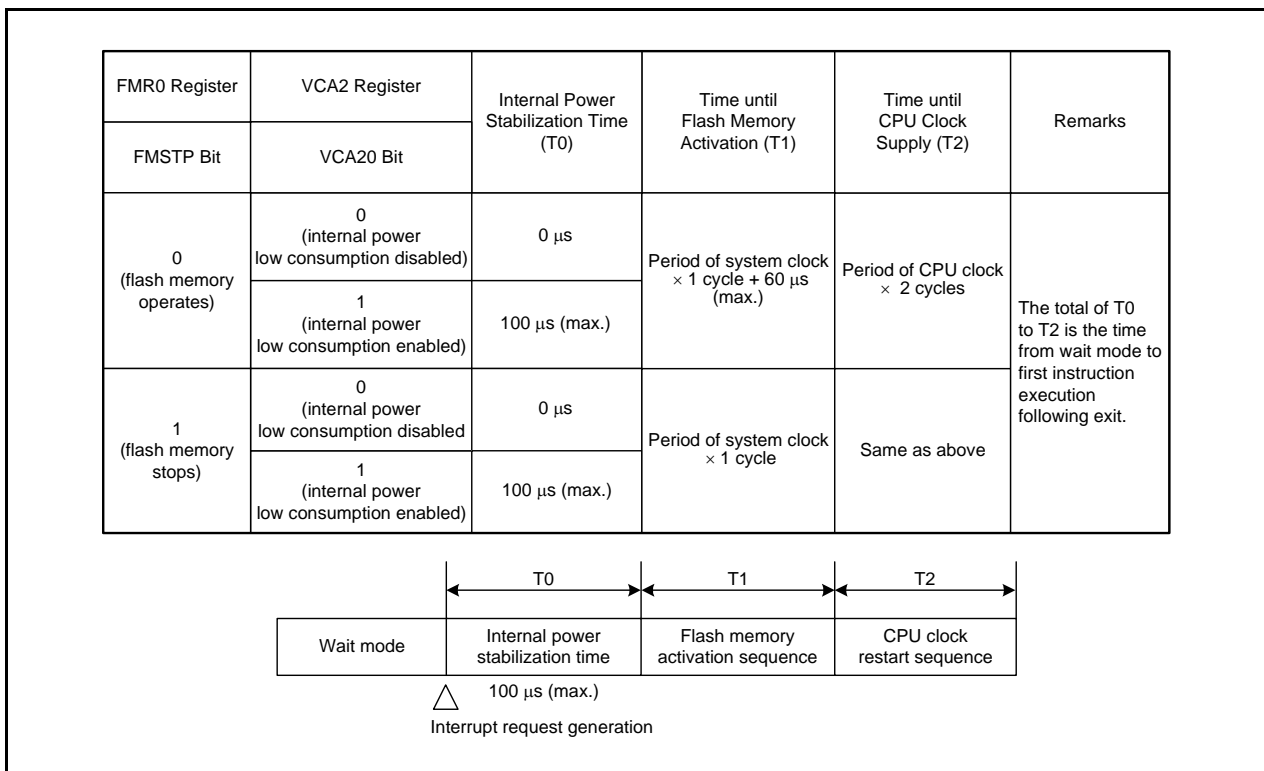 FMR0 Register
VCA2 Register
Internal Power
Stabilization Time
(T0)
Time until
Flash Memory
Activation (T1)
Time until
CPU Clock
Supply (T2)
Remarks
FMSTP Bit
VCA20 Bit
0
(flash memory
operates)
0
(internal power
low consumption disabled)
0 μs
Period of system clock
× 1 cycle + 60 μs
(max.)
Period of CPU clock
× 2 cycles
The total of T0
to T2 is the time
from wait mode to
first instruction
execution
following exit.
1
(internal power
low consumption enabled)
100 μs (max.)
1
(flash memory
stops)
0
(internal power
low consumption disabled
0 μs
Period of system clock
× 1 cycle
Same as above
1
(internal power
low consumption enabled)
100 μs (max.)
T0
T1
T2
Wait mode
Internal power
stabilization time
Flash memory
activation sequence
CPU clock
restart sequence
100 μs (max.)
Interrupt request generation